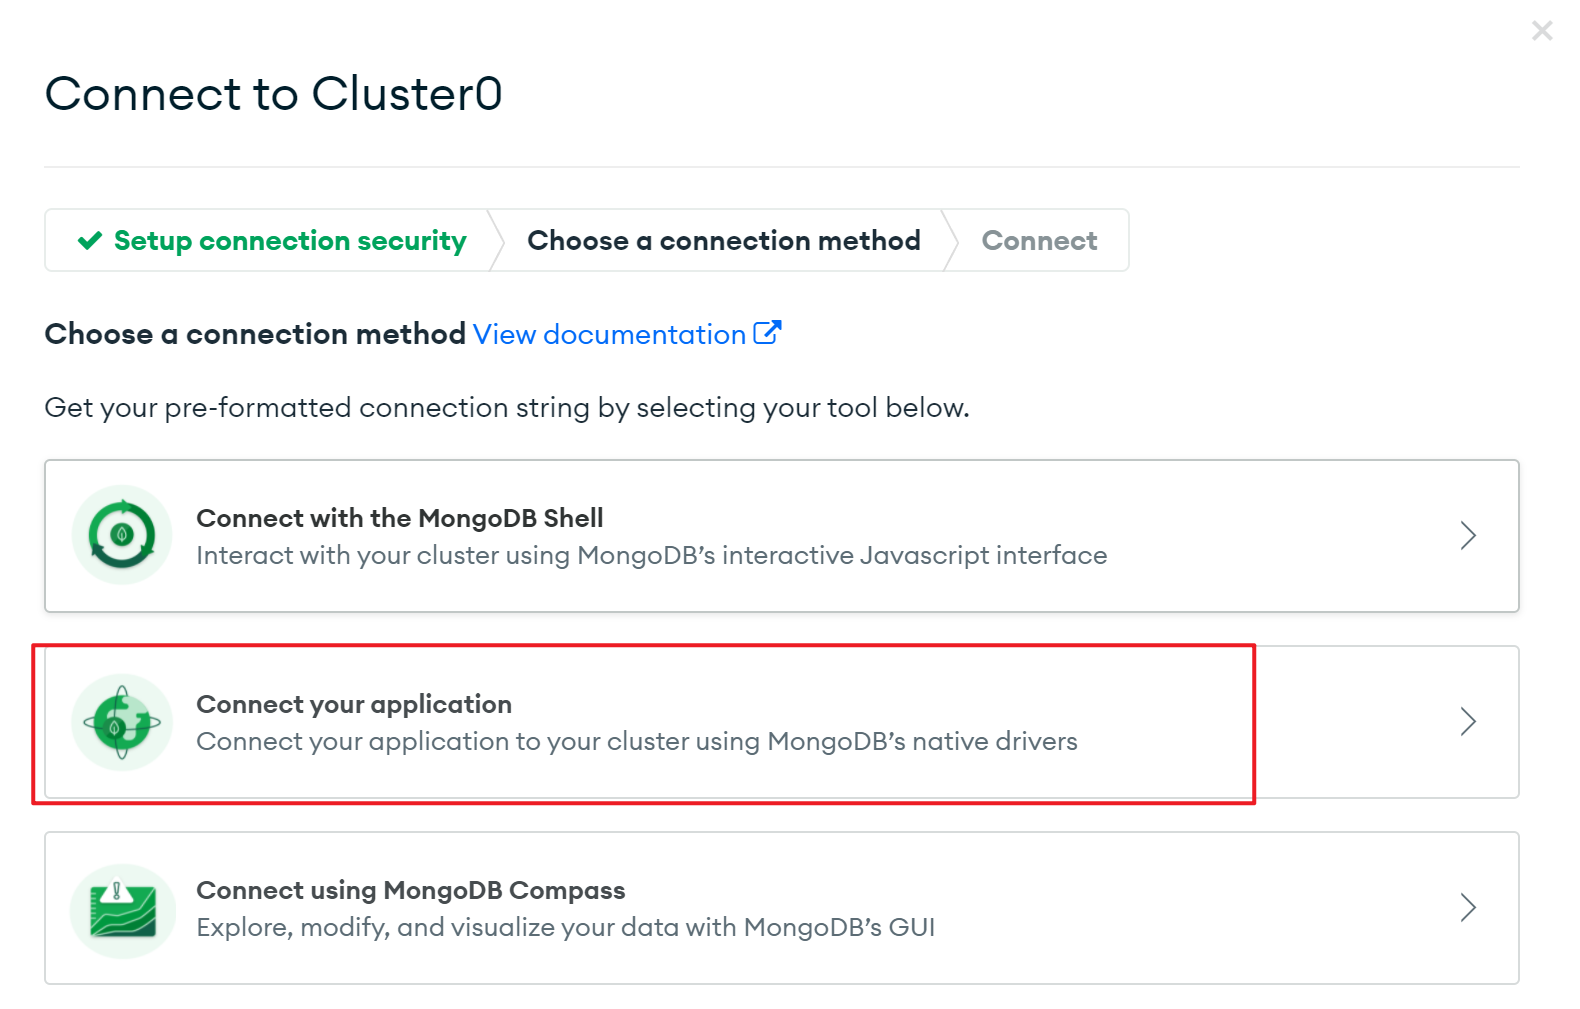 Connect to Cluster0
Setup connection security
Choose a connection method
Connect
Choose a connection method View documentation
Get your pre-formatted connection string by selecting your tool below.
Connect with the MongoDB Shell
Interact with your cluster using MongoDB’s interactive Javascript interface
Connect your application
Connect your application to your cluster using MongoDB’s native drivers
Connect using MongoDB Compass
Explore, modify, and visualize your data with MongoDB’s GUI